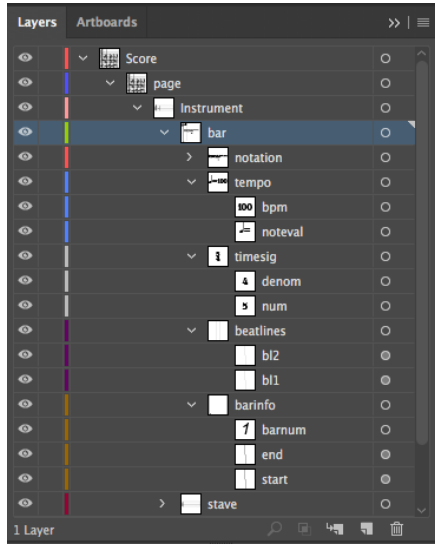 Layers Artboards
Score
page
Instrument
bar
notation
tempo
100 bpm
noteval
timesig
4 denom
5 num
beatlines
bl2
bl1
barinfo
1 barnum
end
start
stave
1 Layer